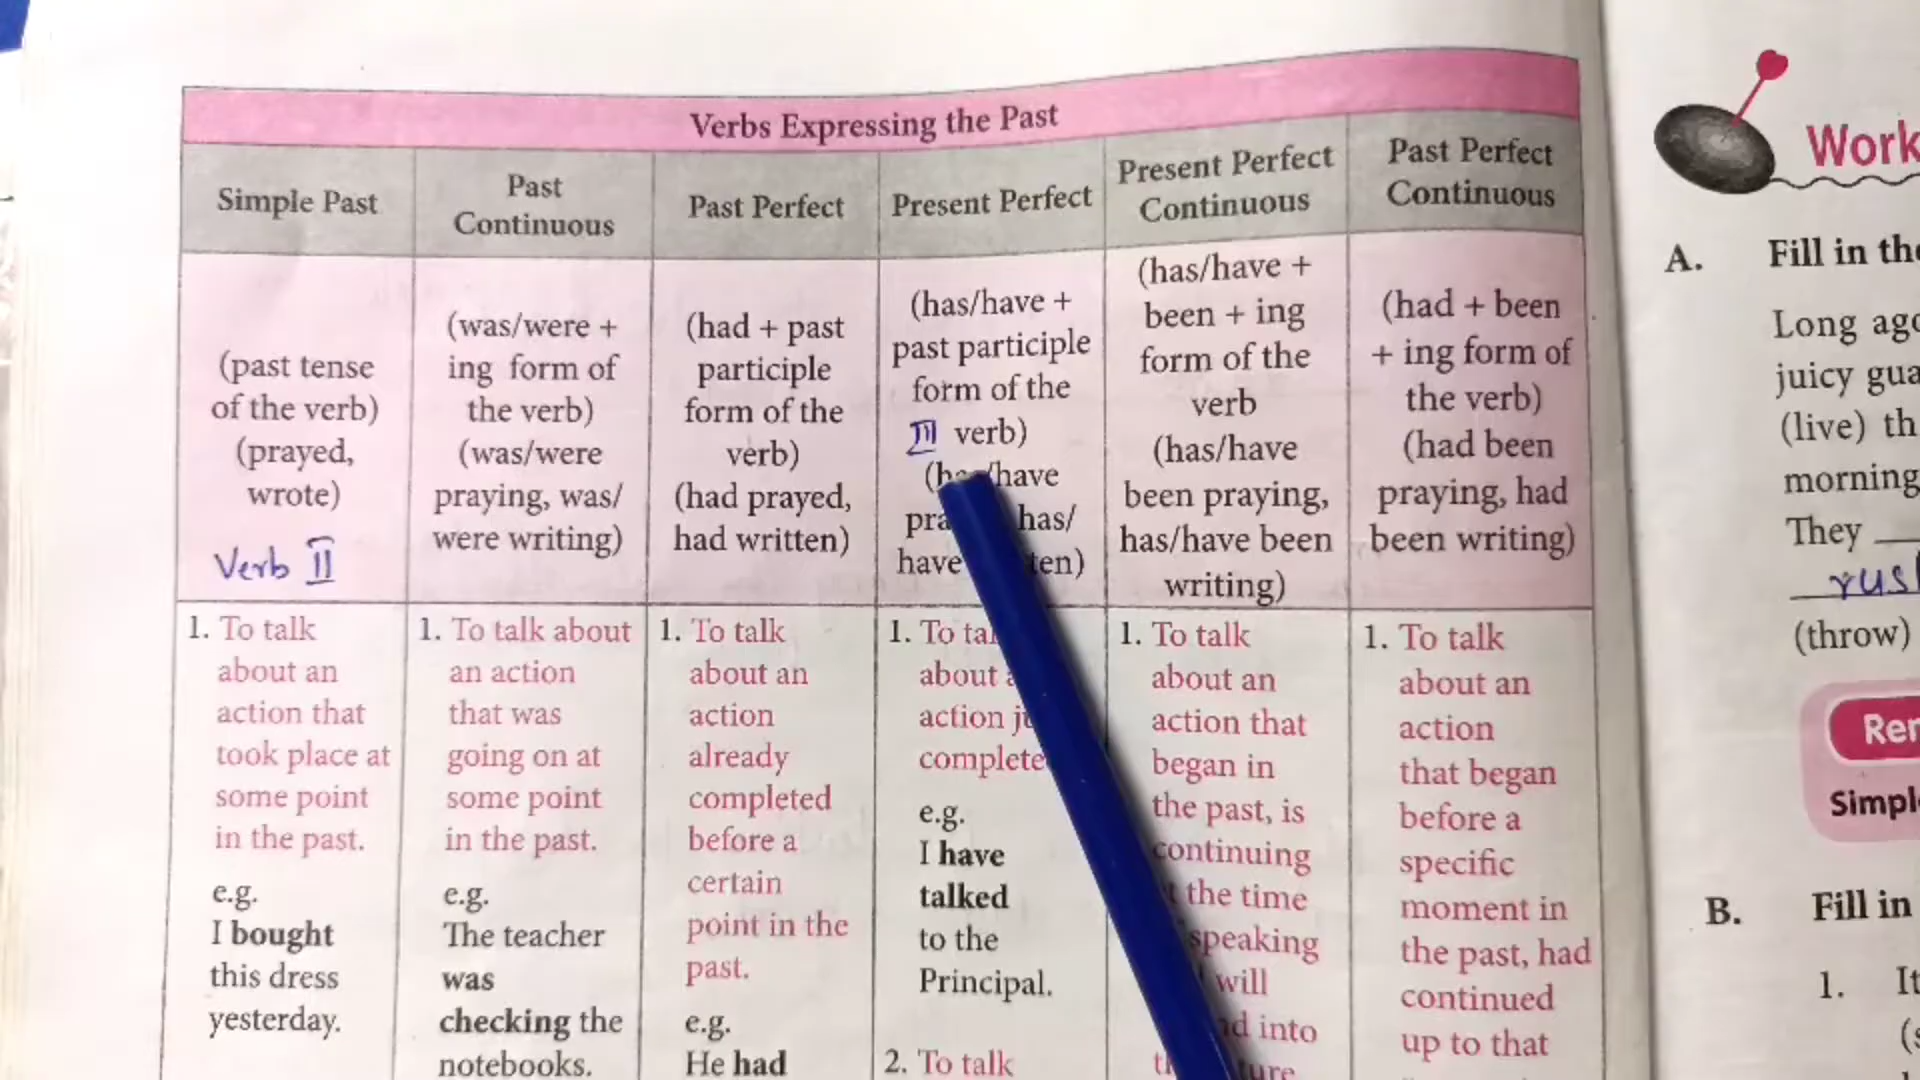 Verbs Expressing the Past
Simple Past
Past
Continuous
Past Perfect
Present Perfect
Present Perfect
Continuous
Past Perfect
Continuous
(past tense
of the verb)
(prayed,
wrote)
Verb II
(was/were +
ing form of
the verb)
(was/were
praying, was/
were writing)
(had + past
participle
form of the
verb)
(had prayed,
had written)
(has/have +
past participle
form of the
III verb)
have
has/
have
(has/have +
been + ing
form of the
verb
(has/have
been praying,
has/have been
writing)
(had + been
+ ing form of
the verb)
(had been
praying, had
been writing)
1. To talk
about an
action that
took place at
some point
in the past.
e.g.
I bought
this dress
yesterday.
1. To talk about
an action
that was
going on at
some point
in the past.
e.g.
The teacher
was
checking the
notebooks.
1. To talk
about an
action
already
completed
before a
certain
point in the
past.
e.g.
He had
1. To
about
action
e.g.
I have
talked
to the
Principal.
2. To talk
1. To talk
about an
action that
began in
the past, is
continuing
the time
speaking
will
into
1. To talk
about an
action
that began
before a
specific
moment in
the past, had
continued
up to that
Work
A. Fill in the
Long ago
juicy
(live)
morning
They
(throw)
B. Fill in
1. It